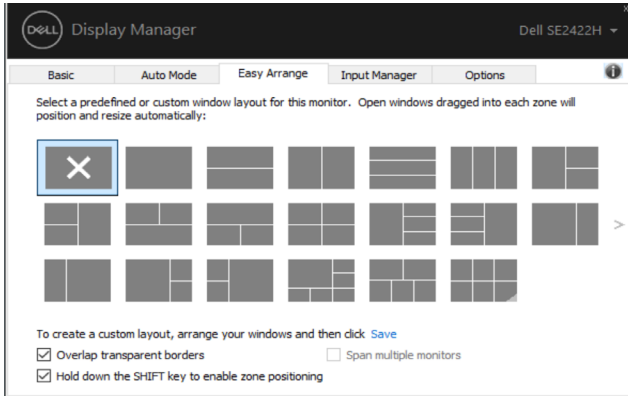 DELL Display Manager
Dell SE2422H
Basic Auto Mode Easy Arrange Input Manager Options
Select a predefined or custom window layout for this monitor. Open windows dragged into each zone will
position and resize automatically:
To create a custom layout, arrange your windows and then click Save
Overlap transparent borders
Span multiple monitors
Hold down the SHIFT key to enable zone positioning